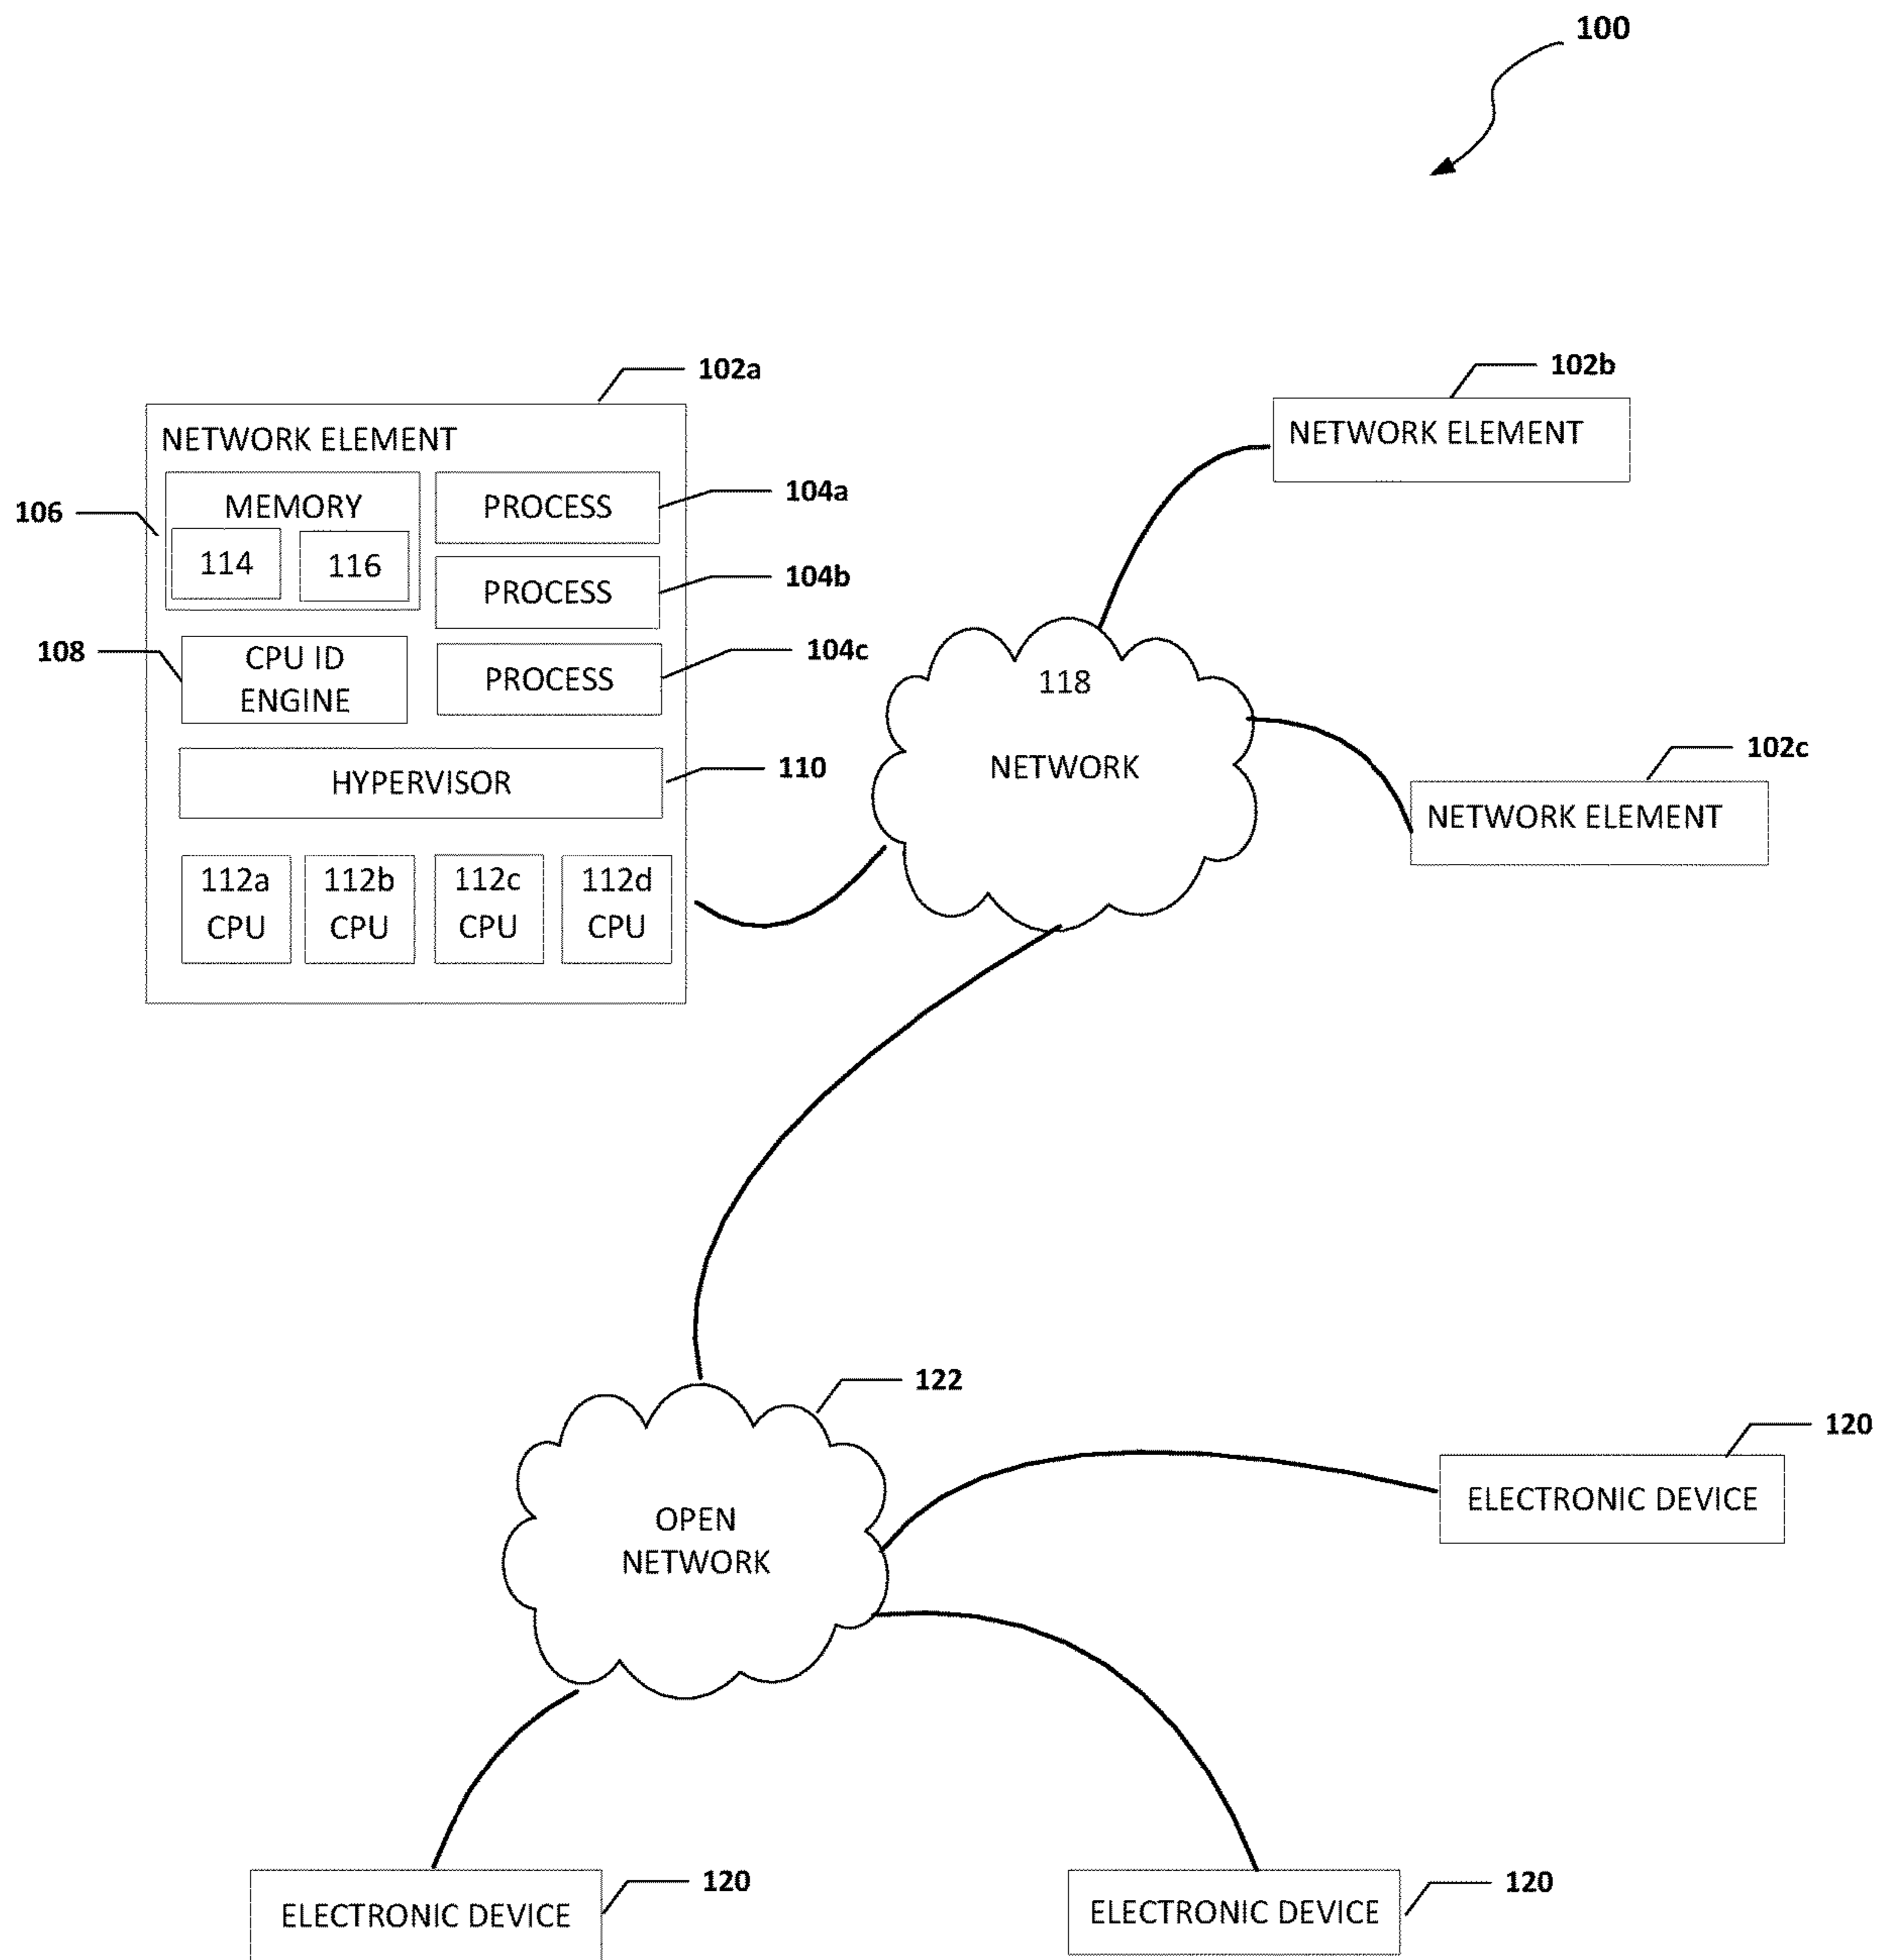 100
102a
NETWORK ELEMENT
106
MEMORY
114
116
PROCESS
104a
PROCESS
104b
108
CPU ID
ENGINE
PROCESS
104c
HYPERVISOR
110
112a
CPU
112b
CPU
112c
CPU
112d
CPU
102b
NETWORK ELEMENT
118
NETWORK
102c
NETWORK ELEMENT
122
OPEN
NETWORK
120
ELECTRONIC DEVICE
120
ELECTRONIC DEVICE
120
ELECTRONIC DEVICE